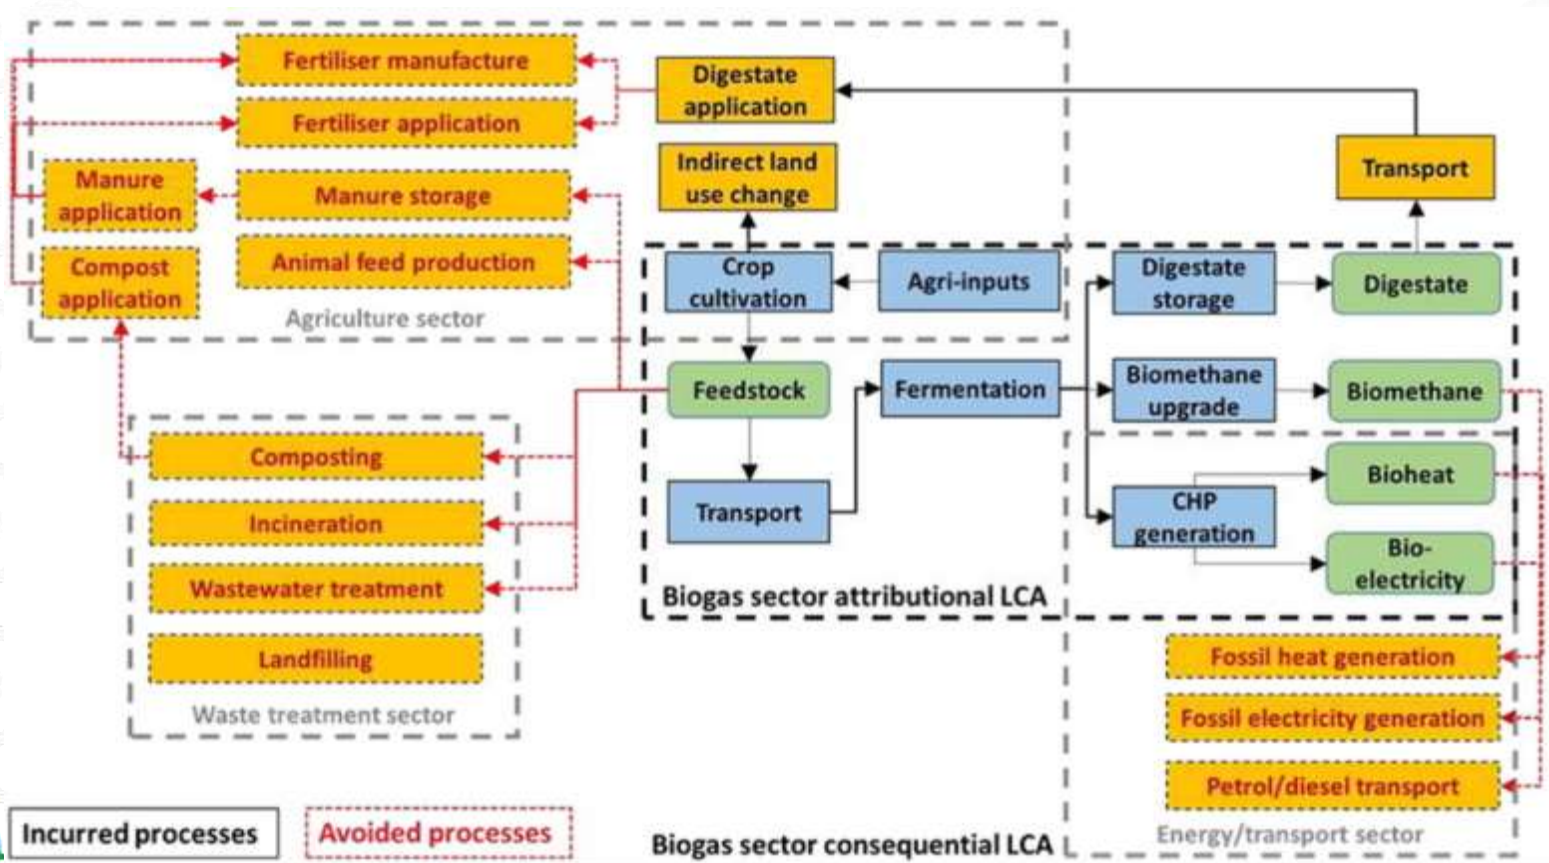 Fertiliser manufacture
Fertiliser application
Manure
application
Manure storage
Compost
application
Animal feed production
Agriculture sector
Digestate
application
Indirect land
use change
Transport
Crop
cultivation
Agri-inputs
Digestate
storage
Digestate
Feedstock
Fermentation
Biomethane
upgrade
Biomethane
Transport
CHP
generation
Bioheat
Bio-
electricity
Biogas sector attributional LCA
Composting
Incineration
Wastewater treatment
Landfilling
Waste treatment sector
Fossil heat generation
Fossil electricity generation
Petrol/diesel transport
Energy/transport sector
Incurred processes
Avoided processes
Biogas sector consequential LCA